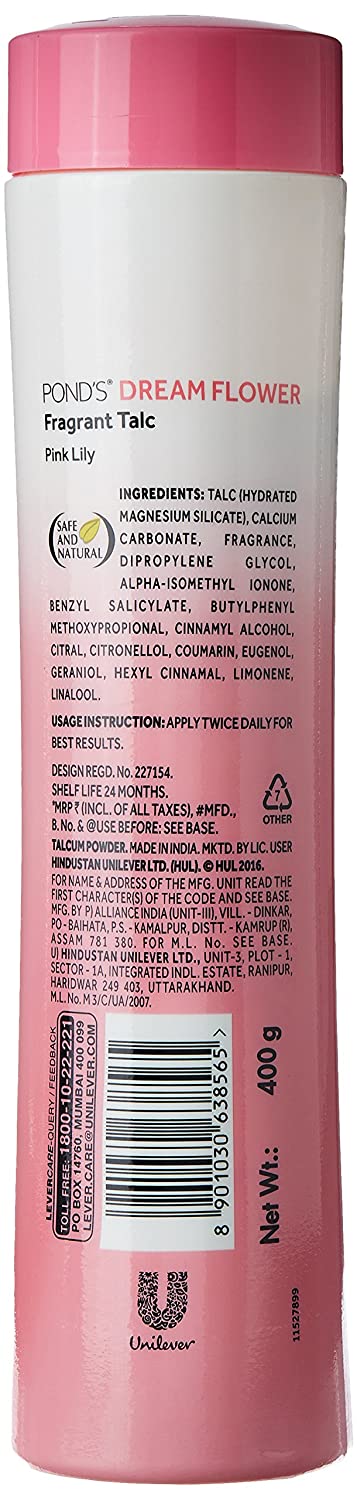 POND'S® DREAM FLOWER
Fragrant Talc
Pink Lily
SAFE
AND
NATURAL
INGREDIENTS: TALC (HYDRATED
MAGNESIUM SILICATE), CALCIUM
CARBONATE, FRAGRANCE,
DIPROPYLENE GLYCOL,
ALPHA-ISOMETHYL IONONE,
BENZYL SALICYLATE, BUTYLPHENYL
METHOXYPROPIONAL, CINNAMYL ALCOHOL,
CITRAL, CITRONELLOL, COUMARIN, EUGENOL,
GERANIOL, HEXYL CINNAMAL, LIMONENE,
LINALOOL.
USAGE INSTRUCTION: APPLY TWICE DAILY FOR
BEST RESULTS.
DESIGN REGD. No. 227154.
SHELF LIFE 24 MONTHS.
*MRP ₹ (INCL. OF ALL TAXES), #MFD.,
B. No. & @USE BEFORE: SEE BASE.
7
OTHER
TALCUM POWDER. MADE IN INDIA. MKTD. BY LIC. USER
HINDUSTAN UNILEVER LTD. (HUL). © HUL 2016.
FOR NAME & ADDRESS OF THE MFG. UNIT READ THE
FIRST CHARACTER(S) OF THE CODE AND SEE BASE.
MFG. BY P) ALLIANCE INDIA (UNIT-III), VILL. - DINKAR,
PO - BAIHATA, P.S - KAMALPUR, DISTT. - KAMRUP (R),
ASSAM 781 380. FOR M.L. No. SEE BASE.
U) HINDUSTAN UNILEVER LTD., UNIT-3, PLOT - 1,
SECTOR - 1A, INTEGRATED INDL. ESTATE, RANIPUR,
HARIDWAR 249 403, UTTARAKHAND.
M.L. No. M 3/C/UA/2007.
LEVERCARE-QUERY / FEEDBACK
TOLL FREE: 1800-10-22-221
PO BOX 14760, MUMBAI 400 099
LEVER.CARE@UNILEVER.COM
8 901030 638565 >
Net Wt.: 400 g
11527899
Unilever